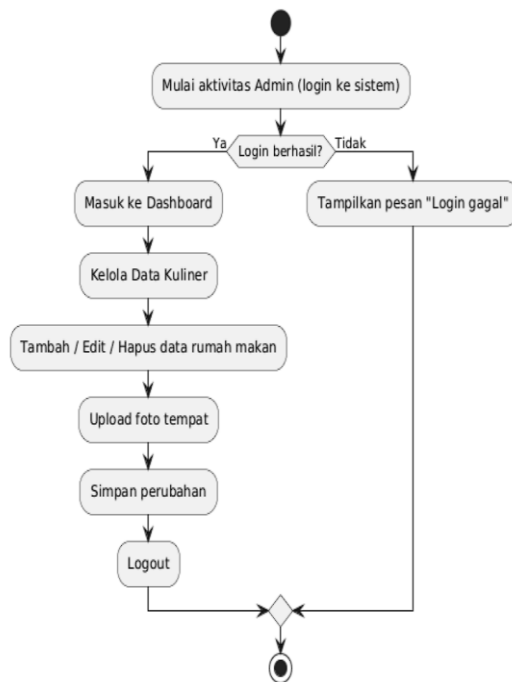 Mulai aktivitas Admin (login ke sistem)
Ya
Login berhasil?
Tidak
Masuk ke Dashboard
Tampilkan pesan "Login gagal"
Kelola Data Kuliner
Tambah / Edit / Hapus data rumah makan
Upload foto tempat
Simpan perubahan
Logout